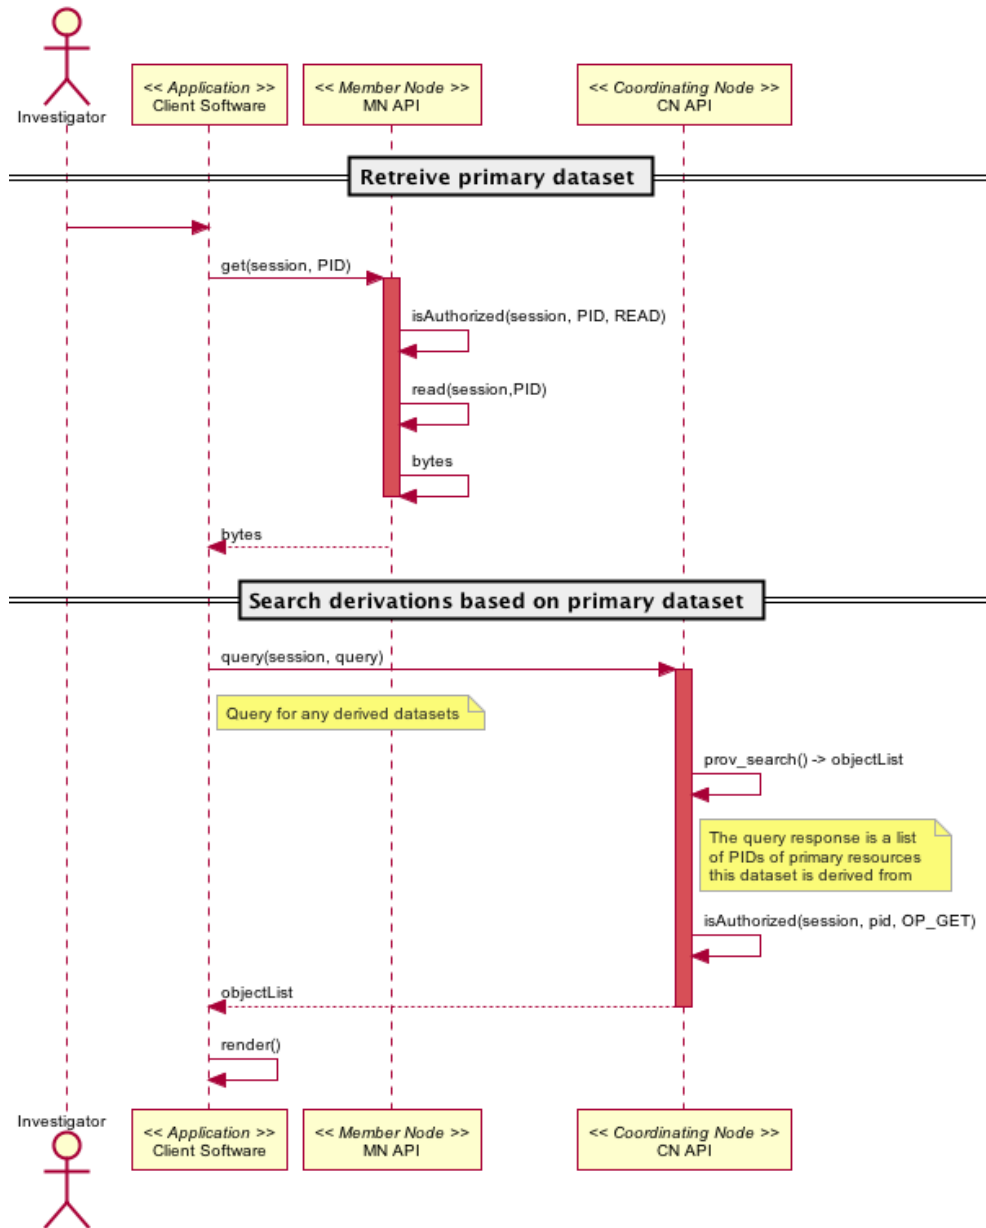 Investigator
<< Application >>
Client Software
<< Member Node >>
MN API
<< Coordinating Node >>
CN API
Retreive primary dataset
get(session, PID)
isAuthorized(session, PID, READ)
read(session,PID)
bytes
bytes
Search derivations based on primary dataset
query(session, query)
Query for any derived datasets
prov_search() -> objectList
The query response is a list
of PIDs of primary resources
this dataset is derived from
isAuthorized(session, pid, OP_GET)
objectList
render()
Investigator
<< Application >>
Client Software
<< Member Node >>
MN API
<< Coordinating Node >>
CN API